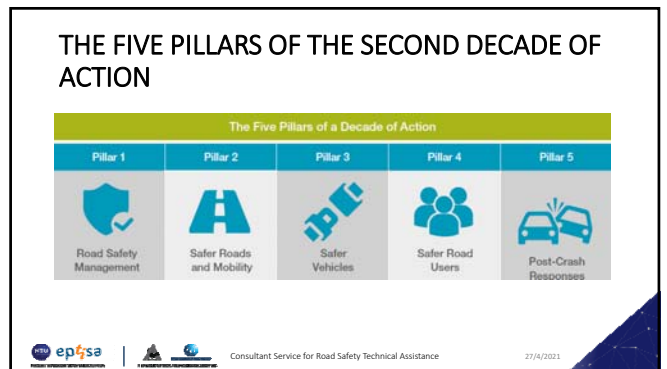 THE FIVE PILLARS OF THE SECOND DECADE OF
ACTION
The Five Pillars of a Decade of Action
Pillar 1
Pillar 2
Pillar 3
Pillar 4
Pillar 5
Road Safety
Management
Safer Roads
and Mobility
Safer
Vehicles
Safer Road
Users
Post-Crash
Responses
NTU
eptisa
Consultant Service for Road Safety Technical Assistance
27/4/2021